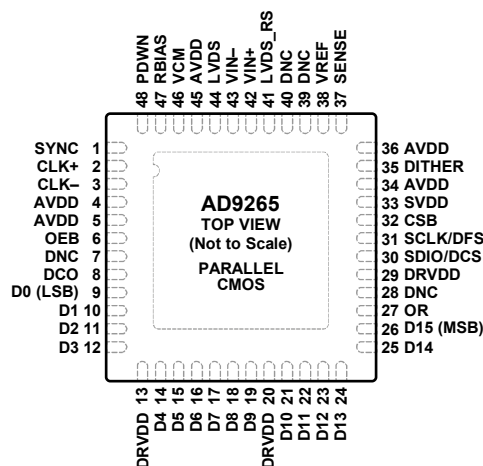 48 PDWN
47 RBIAS
46 VCM
45 AVDD
44 LVDS
43 VIN–
42 VIN+
41 LVDS_RS
40 DNC
39 DNC
38 VREF
37 SENSE
SYNC 1
CLK+ 2
CLK– 3
AVDD 4
AVDD 5
OEB 6
DNC 7
DCO 8
D0 (LSB) 9
D1 10
D2 11
D3 12
AD9265
TOP VIEW
(Not to Scale)
PARALLEL
CMOS
36 AVDD
35 DITHER
34 AVDD
33 SVDD
32 CSB
31 SCLK/DFS
30 SDIO/DCS
29 DRVDD
28 DNC
27 OR
26 D15 (MSB)
25 D14
DRVDD 13
D4 14
D5 15
D6 16
D7 17
D8 18
D9 19
DRVDD 20
D10 21
D11 22
D12 23
D13 24